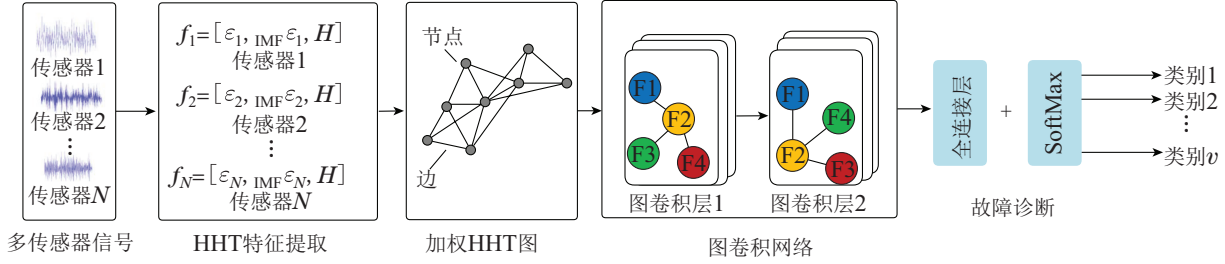 传感器1
传感器2
⋮
传感器N
多传感器信号
f₁=[ε₁, IMFε₁, H]
传感器1
f₂=[ε₂, IMFε₂, H]
传感器2
⋮
f_N=[ε_N, IMFε_N, H]
传感器N
HHT特征提取
节点
边
加权HHT图
F1
F2
F3
F4
图卷积层1
F1
F4
F2
F3
图卷积层2
图卷积网络
全连接层
+
SoftMax
类别1
类别2
⋮
类别v
故障诊断